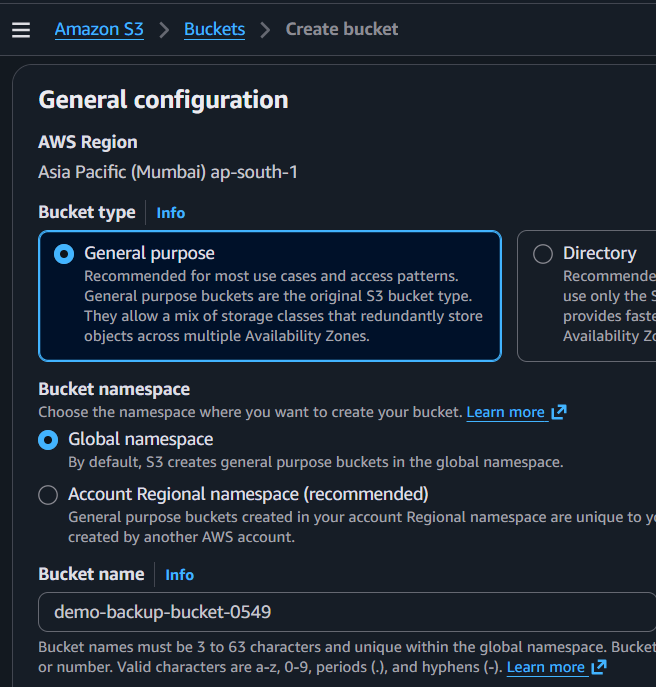 Amazon S3 > Buckets > Create bucket
General configuration
AWS Region
Asia Pacific (Mumbai) ap-south-1
Bucket type Info
General purpose
Recommended for most use cases and access patterns.
General purpose buckets are the original S3 bucket type.
They allow a mix of storage classes that redundantly store
objects across multiple Availability Zones.
Directory
Recommende
use only the S
provides faste
Availability Zo
Bucket namespace
Choose the namespace where you want to create your bucket. Learn more
Global namespace
By default, S3 creates general purpose buckets in the global namespace.
Account Regional namespace (recommended)
General purpose buckets created in your account Regional namespace are unique to yo
created by another AWS account.
Bucket name Info
demo-backup-bucket-0549
Bucket names must be 3 to 63 characters and unique within the global namespace. Bucket
or number. Valid characters are a-z, 0-9, periods (.), and hyphens (-). Learn more